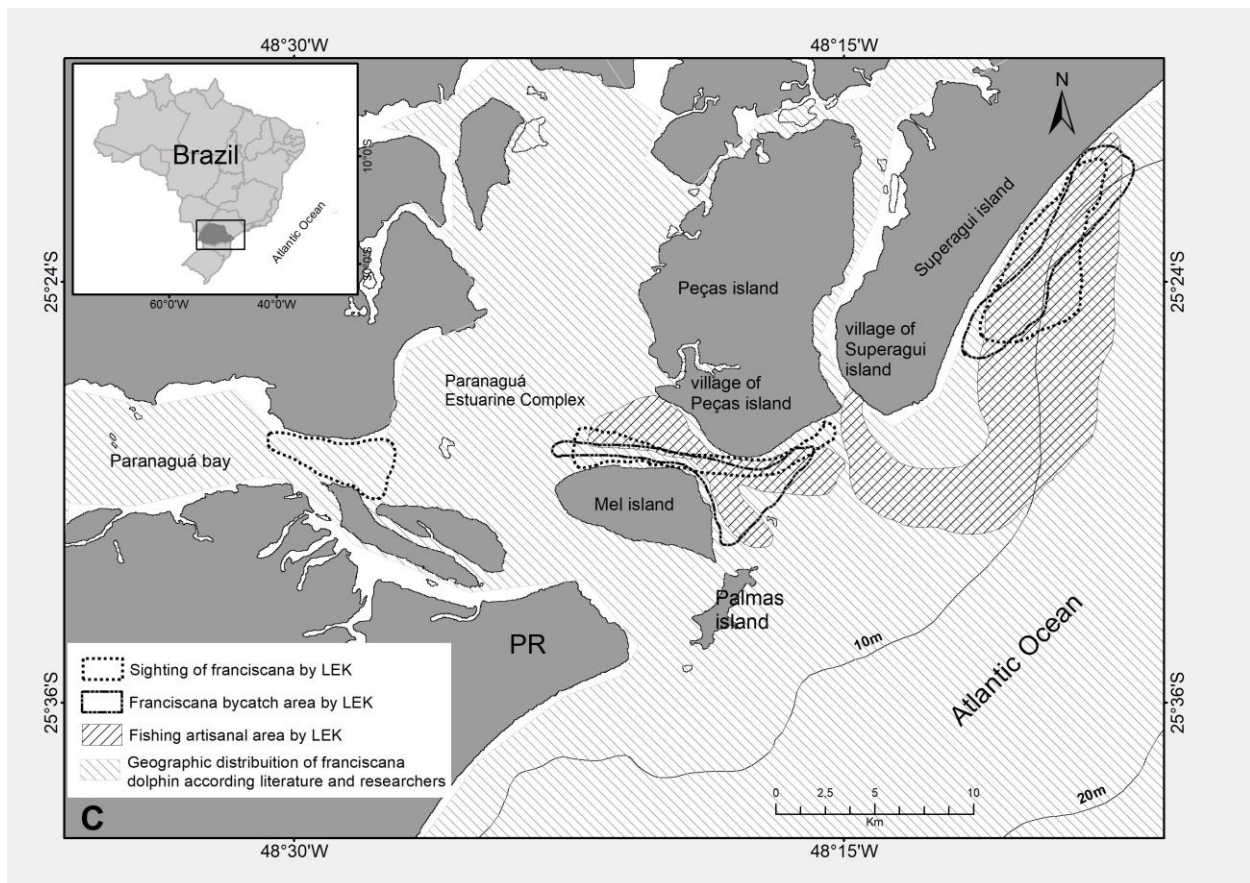 48°30'W
48°15'W
Brazil
Atlantic Ocean
10°0'S
30°0'S
60°0'W
40°0'W
N
25°24'S
25°24'S
Superagui island
Peças island
village of
Superagui
island
village of
Peças island
Paranaguá
Estuarine Complex
Paranaguá bay
Mel island
Palmas
island
PR
10m
Atlantic Ocean
20m
25°36'S
25°36'S
Sighting of franciscana by LEK
Franciscana bycatch area by LEK
Fishing artisanal area by LEK
Geographic distribuition of franciscana
dolphin according literature and researchers
0 2,5 5 10
Km
C
48°30'W
48°15'W